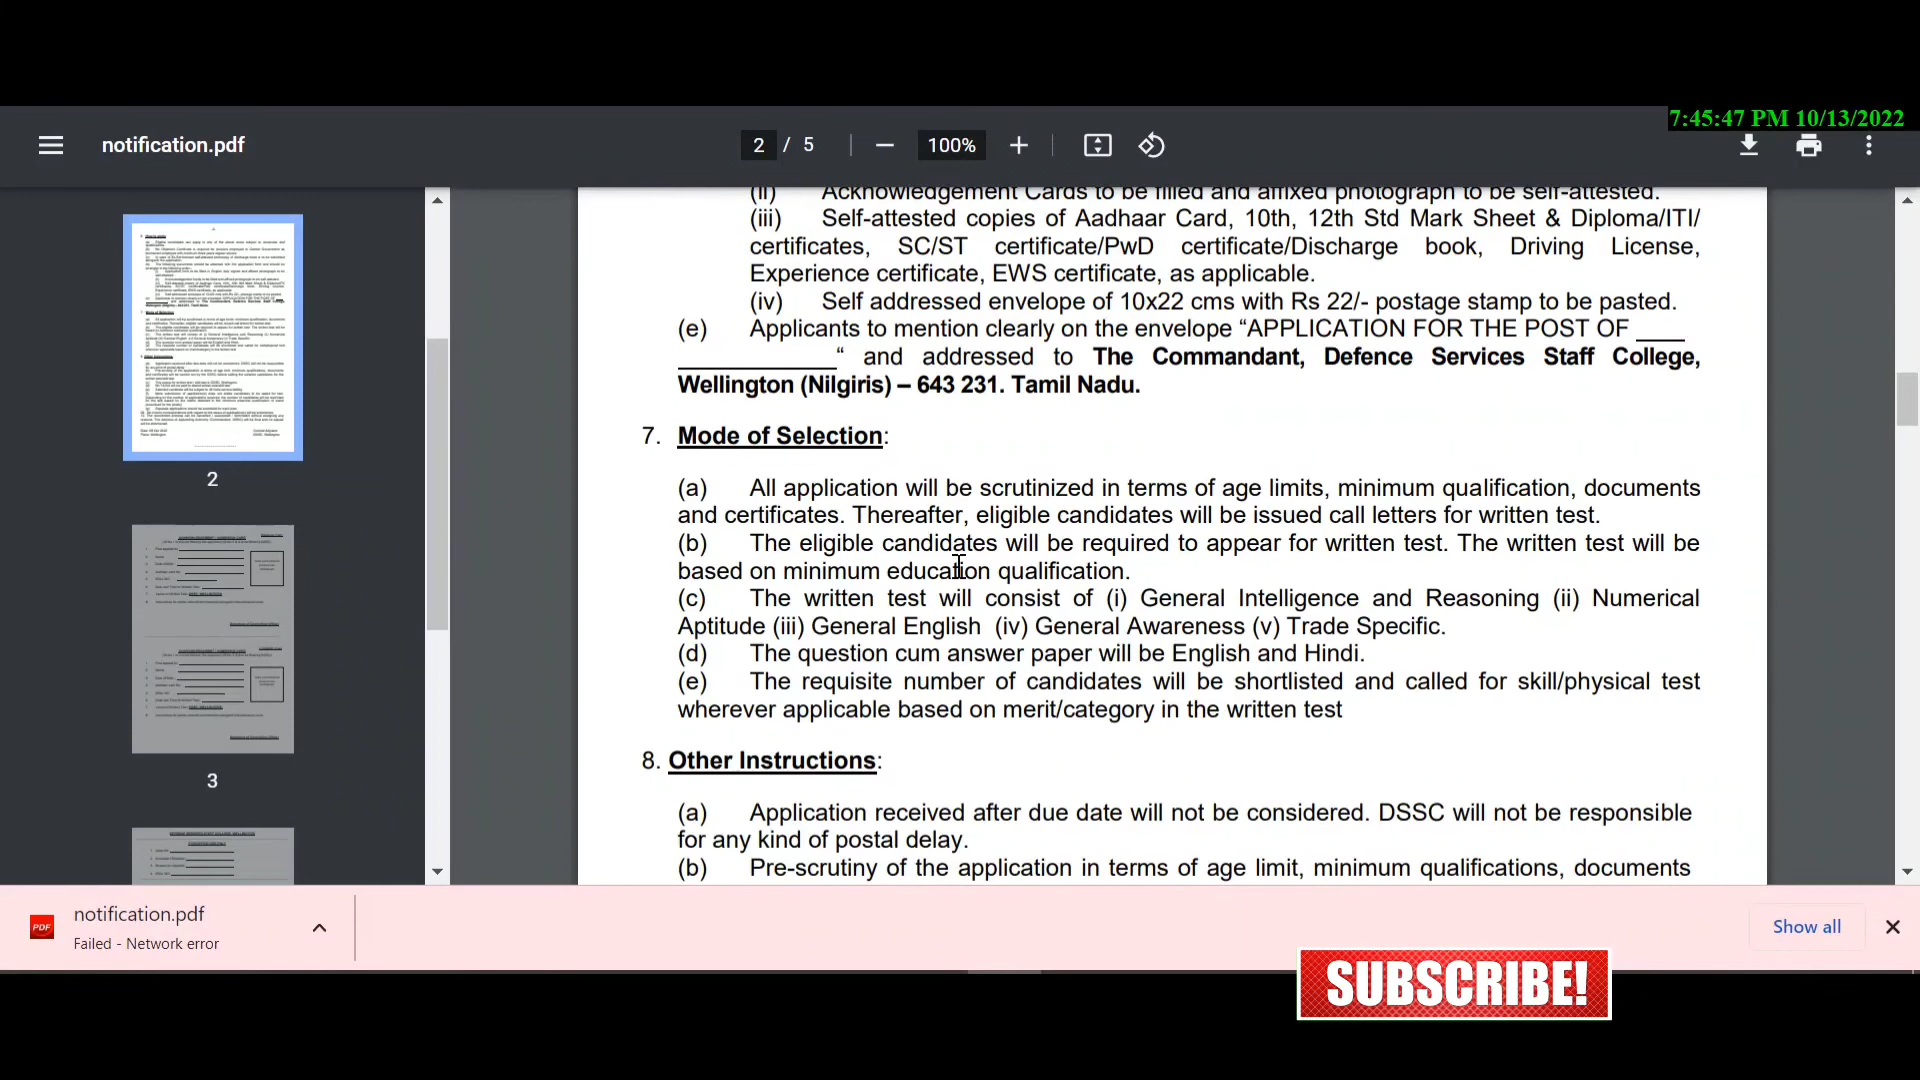 7:45:47 PM 10/13/2022
notification.pdf
2 / 5
100%
(ii) Acknowledgement Cards to be filled and affixed photograph to be self-attested.
(iii) Self-attested copies of Aadhaar Card, 10th, 12th Std Mark Sheet & Diploma/ITI/
certificates, SC/ST certificate/PwD certificate/Discharge book, Driving License,
Experience certificate, EWS certificate, as applicable.
(iv) Self addressed envelope of 10x22 cms with Rs 22/- postage stamp to be pasted.
(e) Applicants to mention clearly on the envelope “APPLICATION FOR THE POST OF ____
____________“ and addressed to The Commandant, Defence Services Staff College,
Wellington (Nilgiris) – 643 231. Tamil Nadu.
7. Mode of Selection:
(a) All application will be scrutinized in terms of age limits, minimum qualification, documents
and certificates. Thereafter, eligible candidates will be issued call letters for written test.
(b) The eligible candidates will be required to appear for written test. The written test will be
based on minimum education qualification.
(c) The written test will consist of (i) General Intelligence and Reasoning (ii) Numerical
Aptitude (iii) General English (iv) General Awareness (v) Trade Specific.
(d) The question cum answer paper will be English and Hindi.
(e) The requisite number of candidates will be shortlisted and called for skill/physical test
wherever applicable based on merit/category in the written test
8. Other Instructions:
(a) Application received after due date will not be considered. DSSC will not be responsible
for any kind of postal delay.
(b) Pre-scrutiny of the application in terms of age limit, minimum qualifications, documents
2
3
PDF
notification.pdf
Failed - Network error
Show all
SUBSCRIBE!